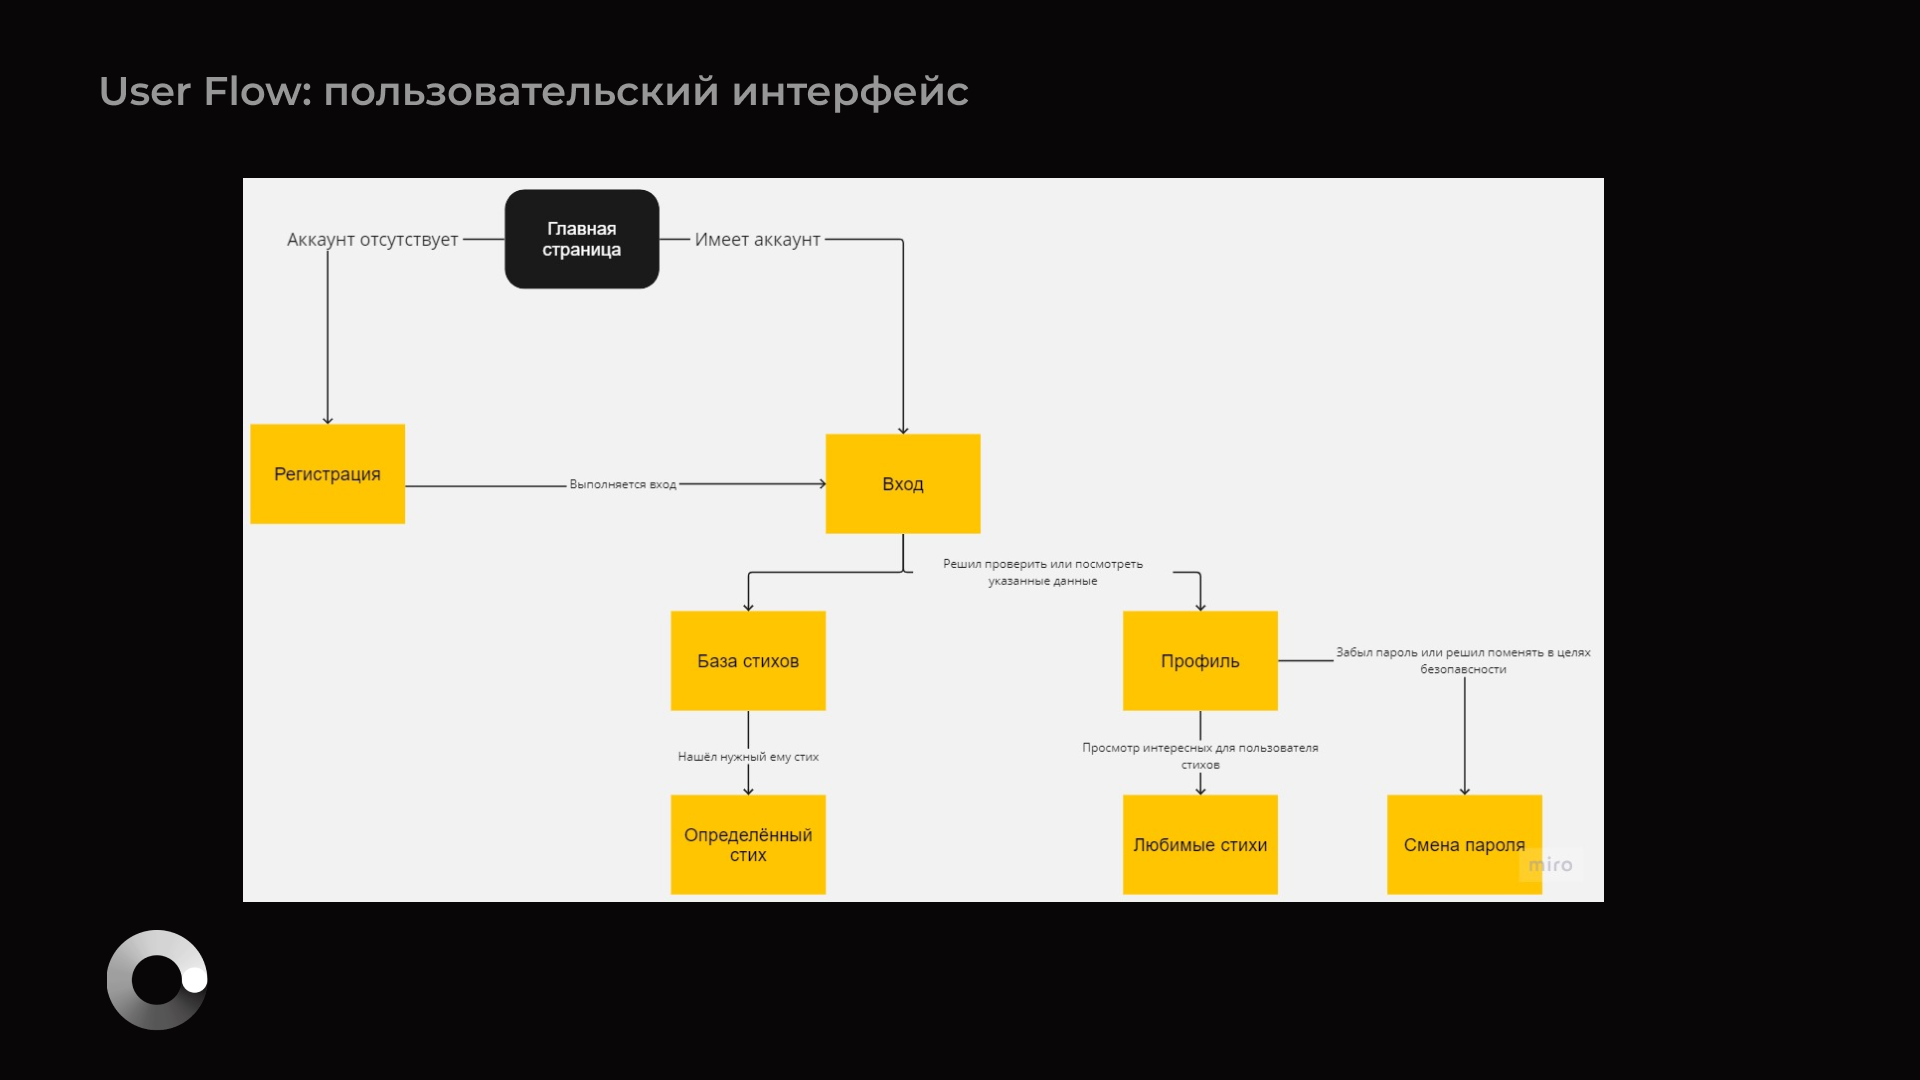 User Flow: пользовательский интерфейс
Главная
страница
Аккаунт отсутствует
Имеет аккаунт
Регистрация
Выполняется вход
Вход
Решил проверить или посмотреть
указанные данные
База стихов
Профиль
Забыл пароль или решил поменять в целях
безопавсности
Нашёл нужный ему стих
Просмотр интересных для пользователя
стихов
Определённый
стих
Любимые стихи
Смена пароля
miro